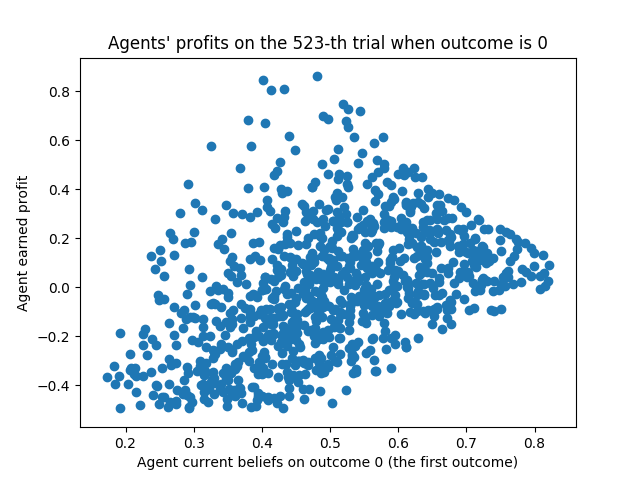 Agents' profits on the 523-th trial when outcome is 0
Agent earned profit
0.8
0.6
0.4
0.2
0.0
−0.2
−0.4
0.2 0.3 0.4 0.5 0.6 0.7 0.8
Agent current beliefs on outcome 0 (the first outcome)